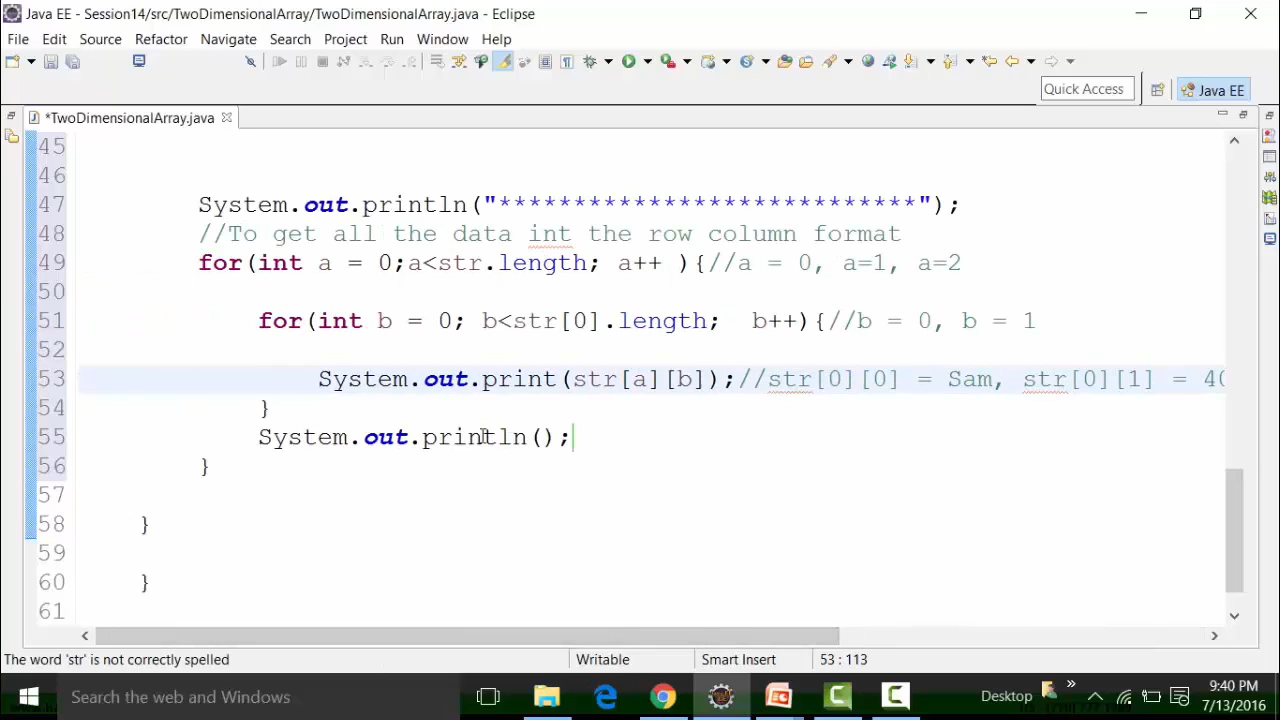 Java EE - Session14/src/TwoDimensionalArray/TwoDimensionalArray.java - Eclipse
File Edit Source Refactor Navigate Search Project Run Window Help
Quick Access
Java EE
*TwoDimensionalArray.java
45
46
47 System.out.println("****************************");
48 //To get all the data int the row column format
49 for(int a = 0;a<str.length; a++ ){//a = 0, a=1, a=2
50
51 for(int b = 0; b<str[0].length; b++){//b = 0, b = 1
52
53 System.out.print(str[a][b]);//str[0][0] = Sam, str[0][1] = 40
54 }
55 System.out.println();
56 }
57
58 }
59
60 }
61
The word 'str' is not correctly spelled
Writable
Smart Insert
53 : 113
Search the web and Windows
Desktop
9:40 PM
7/13/2016